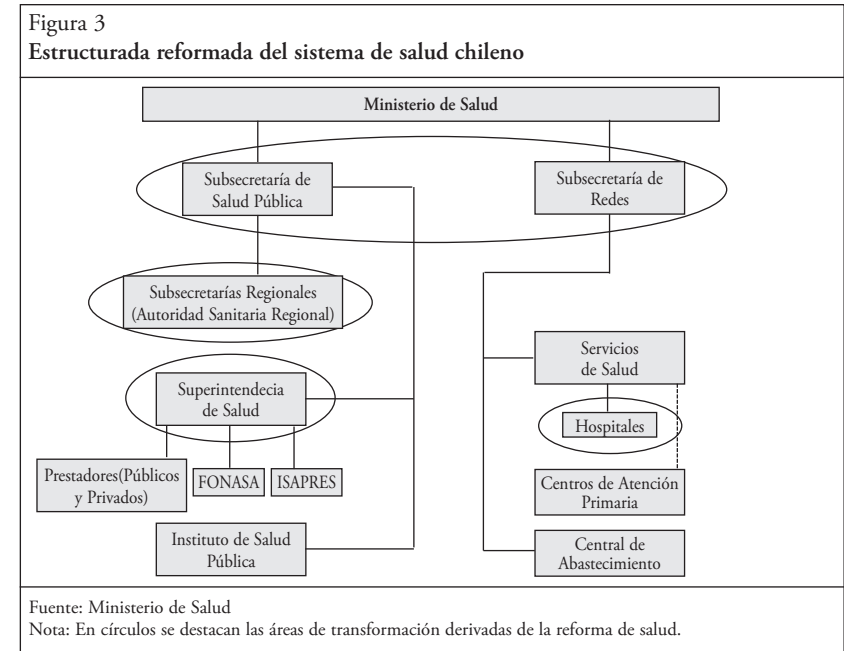 Figura 3
Estructurada reformada del sistema de salud chileno
Ministerio de Salud
Subsecretaría de
Salud Pública
Subsecretaría de
Redes
Subsecretarías Regionales
(Autoridad Sanitaria Regional)
Superintendecia
de Salud
Prestadores(Públicos
y Privados)
FONASA
ISAPRES
Instituto de Salud
Pública
Servicios
de Salud
Hospitales
Centros de Atención
Primaria
Central de
Abastecimiento
Fuente: Ministerio de Salud
Nota: En círculos se destacan las áreas de transformación derivadas de la reforma de salud.